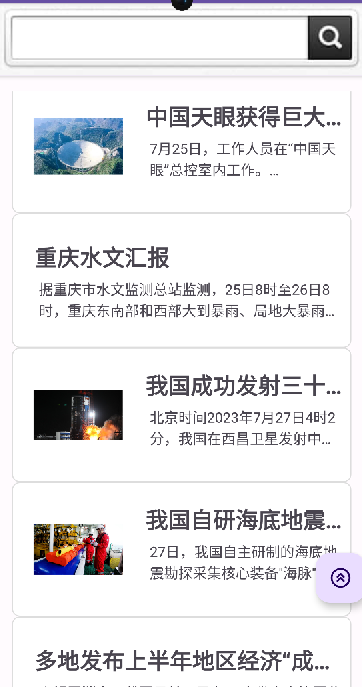 中国天眼获得巨大...
7月25日，工作人员在“中国天
眼”总控室内工作。...
重庆水文汇报
据重庆市水文监测总站监测，25日8时至26日8
时，重庆东南部和西部大到暴雨、局地大暴雨...
我国成功发射三十...
北京时间2023年7月27日4时2
分，我国在西昌卫星发射中...
我国自研海底地震...
27日，我国自主研制的海底地
震勘探采集核心装备“海脉”
多地发布上半年地区经济“成...